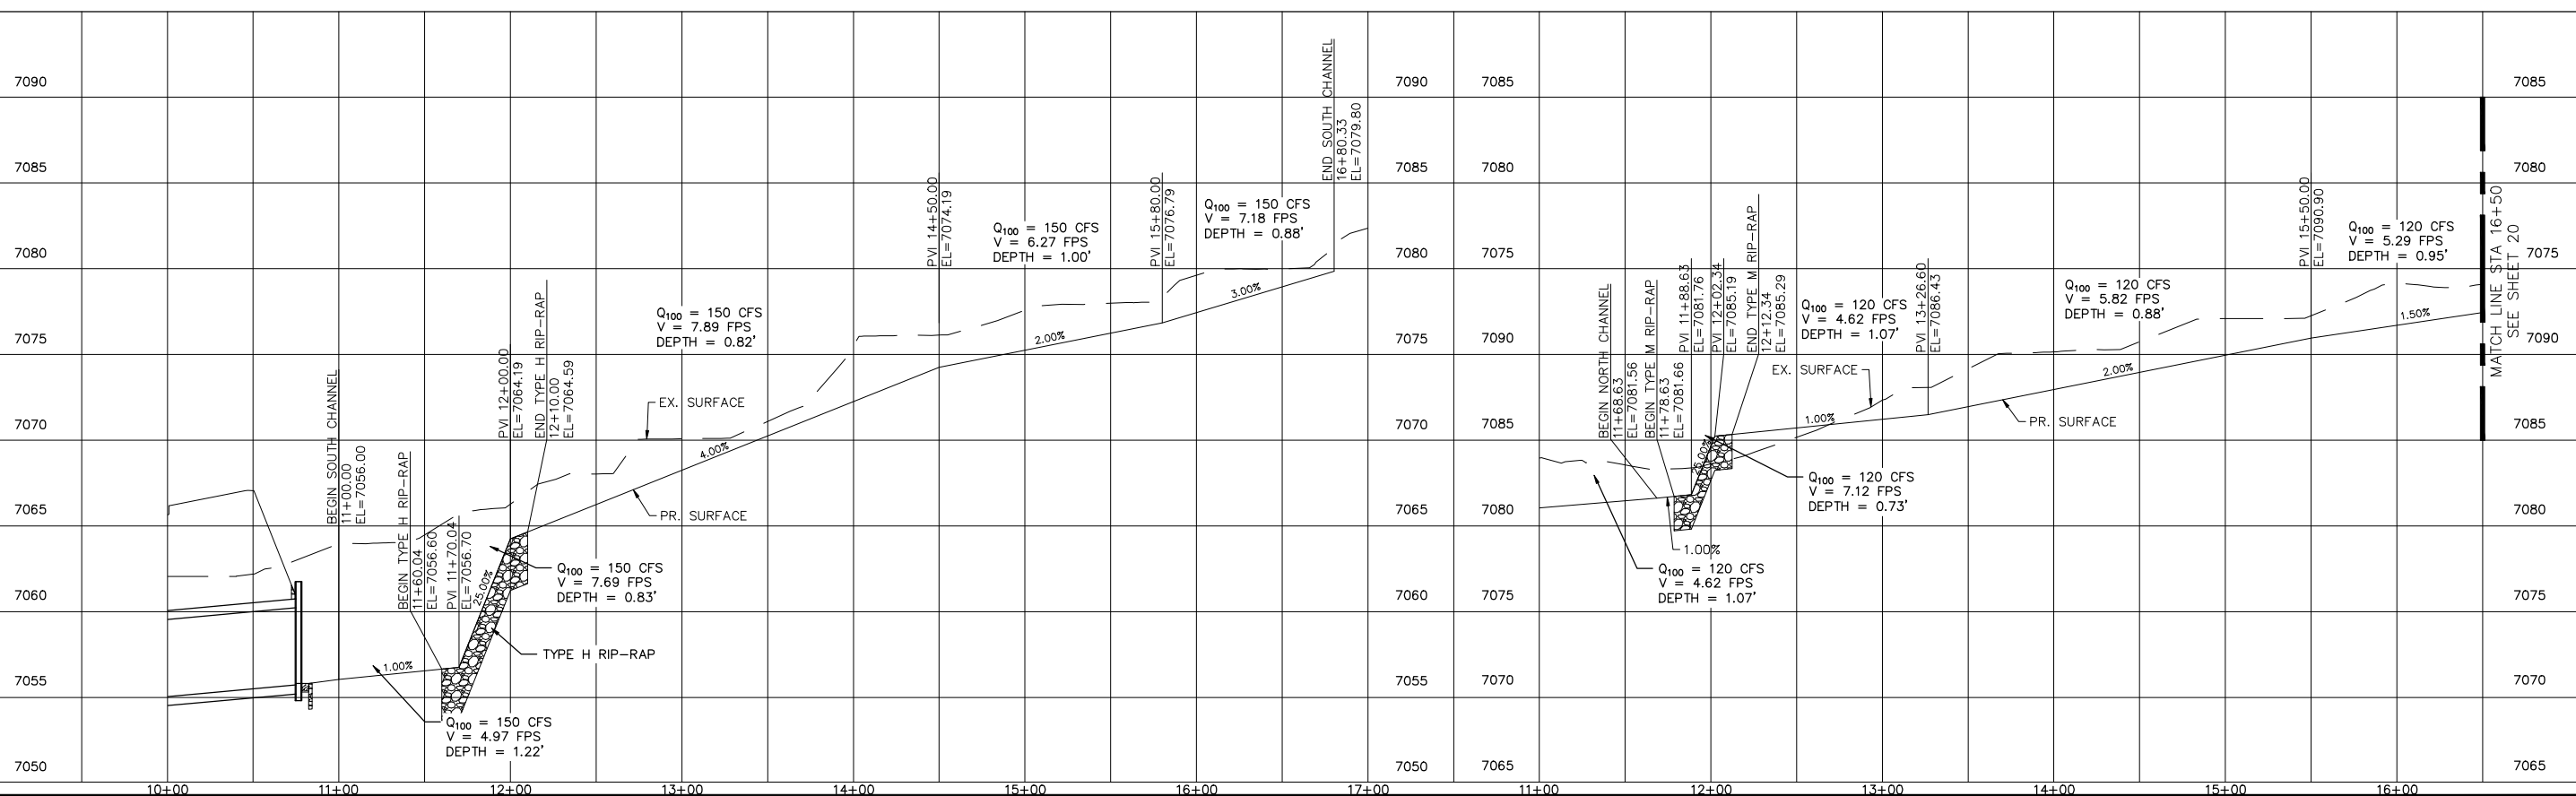 7090
7085
7080
7075
7070
7065
7060
7055
7050
BEGIN SOUTH CHANNEL
11+00.00
EL=7056.00
BEGIN TYPE H RIP-RAP
11+60.04
EL=7056.60
PVI 11+70.04
EL=7056.70
PVI 12+00.00
EL=7064.19
END TYPE H RIP-RAP
12+10.00
EL=7064.59
PVI 14+50.00
EL=7074.19
PVI 15+80.00
EL=7076.79
END SOUTH CHANNEL
16+80.33
EL=7079.80
Q100 = 150 CFS
V = 4.97 FPS
DEPTH = 1.22'
Q100 = 150 CFS
V = 7.69 FPS
DEPTH = 0.83'
Q100 = 150 CFS
V = 7.89 FPS
DEPTH = 0.82'
Q100 = 150 CFS
V = 6.27 FPS
DEPTH = 1.00'
Q100 = 150 CFS
V = 7.18 FPS
DEPTH = 0.88'
1.00%
25.00%
4.00%
2.00%
3.00%
EX. SURFACE
PR. SURFACE
TYPE H RIP-RAP
10+00
11+00
12+00
13+00
14+00
15+00
16+00
17+00
7090
7085
7080
7075
7070
7065
7060
7055
7050
7085
7080
7075
7090
7085
7080
7075
7070
7065
BEGIN NORTH CHANNEL
11+68.63
EL=7081.56
BEGIN TYPE M RIP-RAP
11+78.63
EL=7081.66
PVI 11+88.63
EL=7081.76
PVI 12+02.34
EL=7085.19
END TYPE M RIP-RAP
12+12.34
EL=7085.29
PVI 13+26.60
EL=7086.43
PVI 15+50.00
EL=7090.90
Q100 = 120 CFS
V = 4.62 FPS
DEPTH = 1.07'
Q100 = 120 CFS
V = 7.12 FPS
DEPTH = 0.73'
Q100 = 120 CFS
V = 4.62 FPS
DEPTH = 1.07'
Q100 = 120 CFS
V = 5.82 FPS
DEPTH = 0.88'
Q100 = 120 CFS
V = 5.29 FPS
DEPTH = 0.95'
1.00%
25.00%
1.00%
2.00%
1.50%
EX. SURFACE
PR. SURFACE
MATCH LINE STA 16+50
SEE SHEET 20
11+00
12+00
13+00
14+00
15+00
16+00
7085
7080
7075
7090
7085
7080
7075
7070
7065